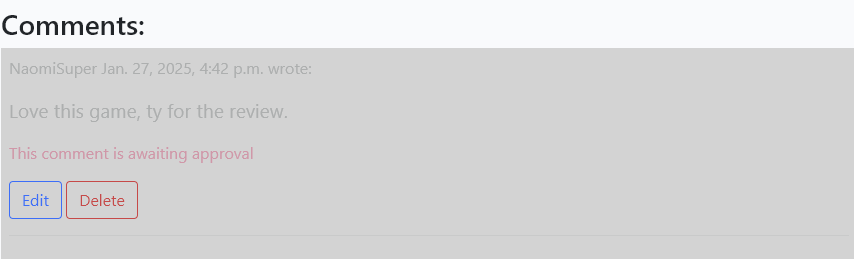 Comments:
NaomiSuper Jan. 27, 2025, 4:42 p.m. wrote:
Love this game, ty for the review.
This comment is awaiting approval
Edit Delete